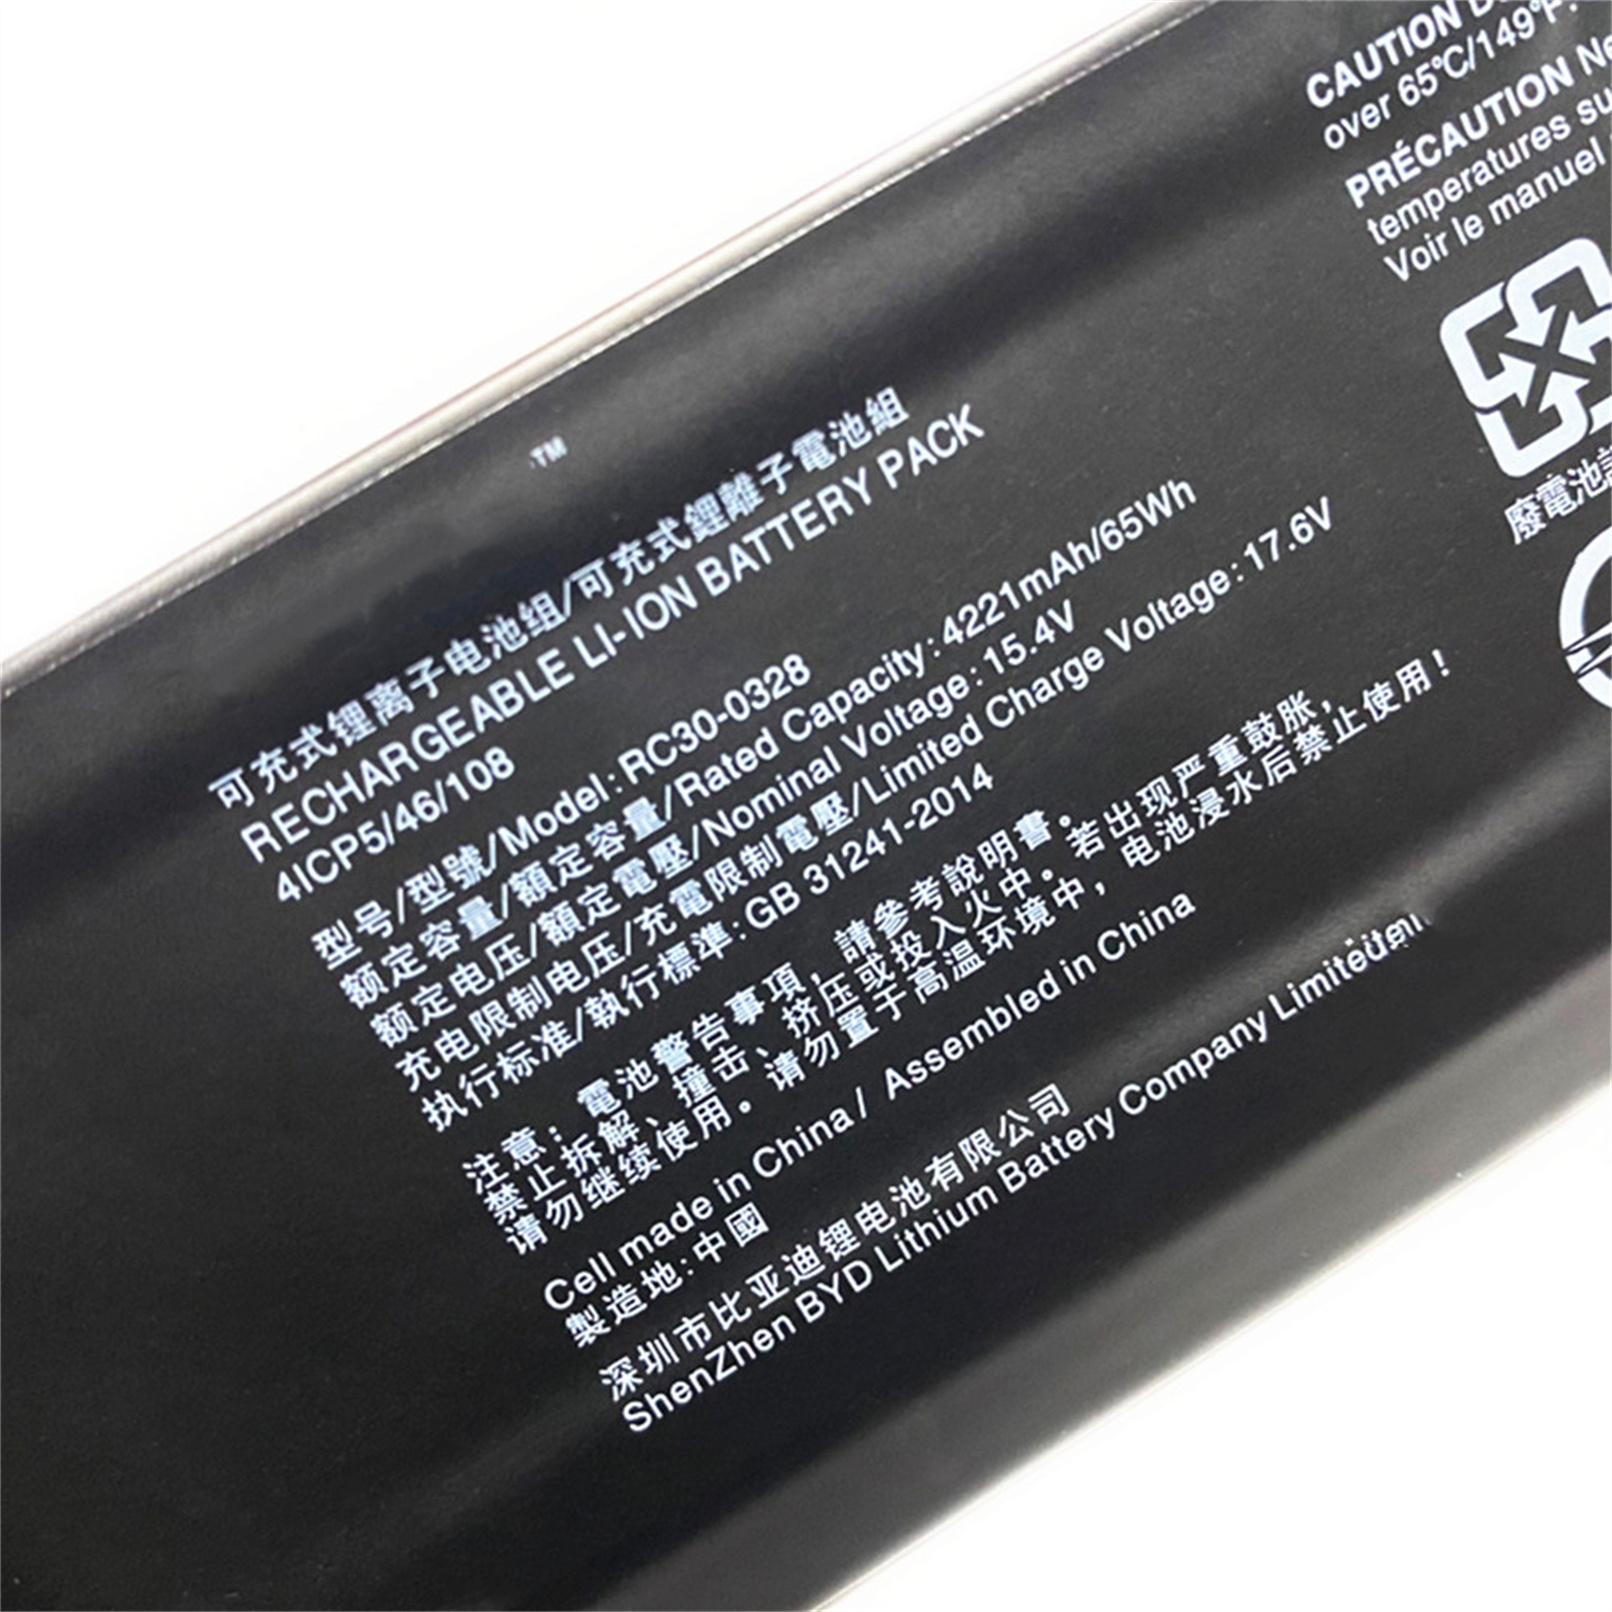 ™
可充式锂离子电池组/可充式鋰離子電池組
RECHARGEABLE LI-ION BATTERY PACK
4ICP5/46/108
型号/型號/Model: RC30-0328
额定容量/額定容量/Rated Capacity: 4221mAh/65Wh
额定电压/額定電壓/Nominal Voltage: 15.4V
充电限制电压/充電限制電壓/Limited Charge Voltage: 17.6V
执行标准/執行標準: GB 31241-2014
注意：電池警告事項，請參考說明書。
禁止拆解、撞击、挤压或投入火中。若出现严重鼓胀，
请勿继续使用。请勿置于高温环境中，电池浸水后禁止使用！
Cell made in China / Assembled in China
製造地: 中國
深圳市比亚迪锂电池有限公司
ShenZhen BYD Lithium Battery Company Limited
CAUTION
over 65℃/149℉.
PRÉCAUTION Ne
temperatures su
Voir le manuel
廢電池